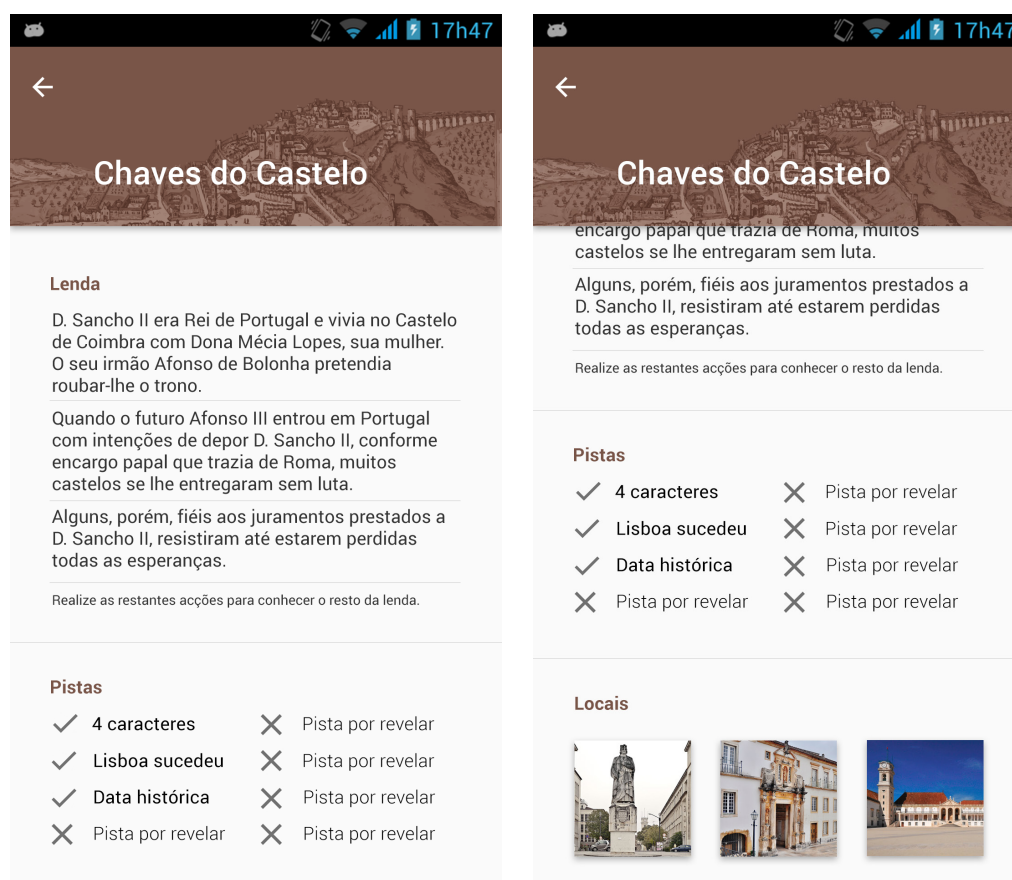 17h47
Chaves do Castelo
Lenda
D. Sancho II era Rei de Portugal e vivia no Castelo
de Coimbra com Dona Mécia Lopes, sua mulher.
O seu irmão Afonso de Bolonha pretendia
roubar-lhe o trono.
Quando o futuro Afonso III entrou em Portugal
com intenções de depor D. Sancho II, conforme
encargo papal que trazia de Roma, muitos
castelos se lhe entregaram sem luta.
Alguns, porém, fiéis aos juramentos prestados a
D. Sancho II, resistiram até estarem perdidas
todas as esperanças.
Realize as restantes acções para conhecer o resto da lenda.
Pistas
4 caracteres Pista por revelar
Lisboa sucedeu Pista por revelar
Data histórica Pista por revelar
Pista por revelar Pista por revelar
17h47
Chaves do Castelo
encargo papal que trazia de Roma, muitos
castelos se lhe entregaram sem luta.
Alguns, porém, fiéis aos juramentos prestados a
D. Sancho II, resistiram até estarem perdidas
todas as esperanças.
Realize as restantes acções para conhecer o resto da lenda.
Pistas
4 caracteres Pista por revelar
Lisboa sucedeu Pista por revelar
Data histórica Pista por revelar
Pista por revelar Pista por revelar
Locais